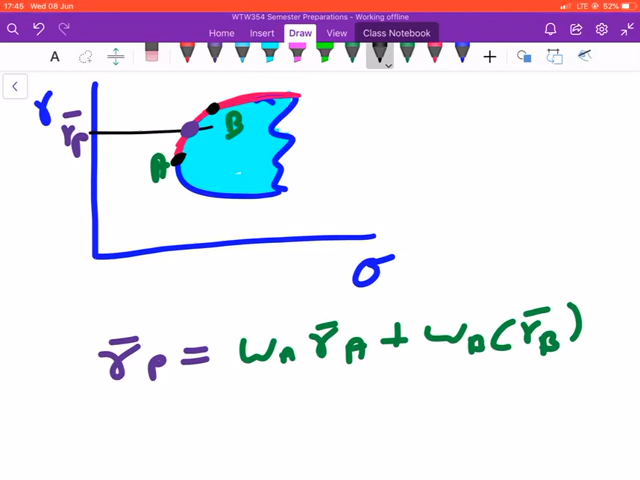 17:45 Wed 08 Jun LTE 52%
WTW354 Semester Preparations - Working offline
Home Insert Draw View Class Notebook
A
r
r̄p
B
A
σ
r̄p = wA r̄A + wB(r̄B)